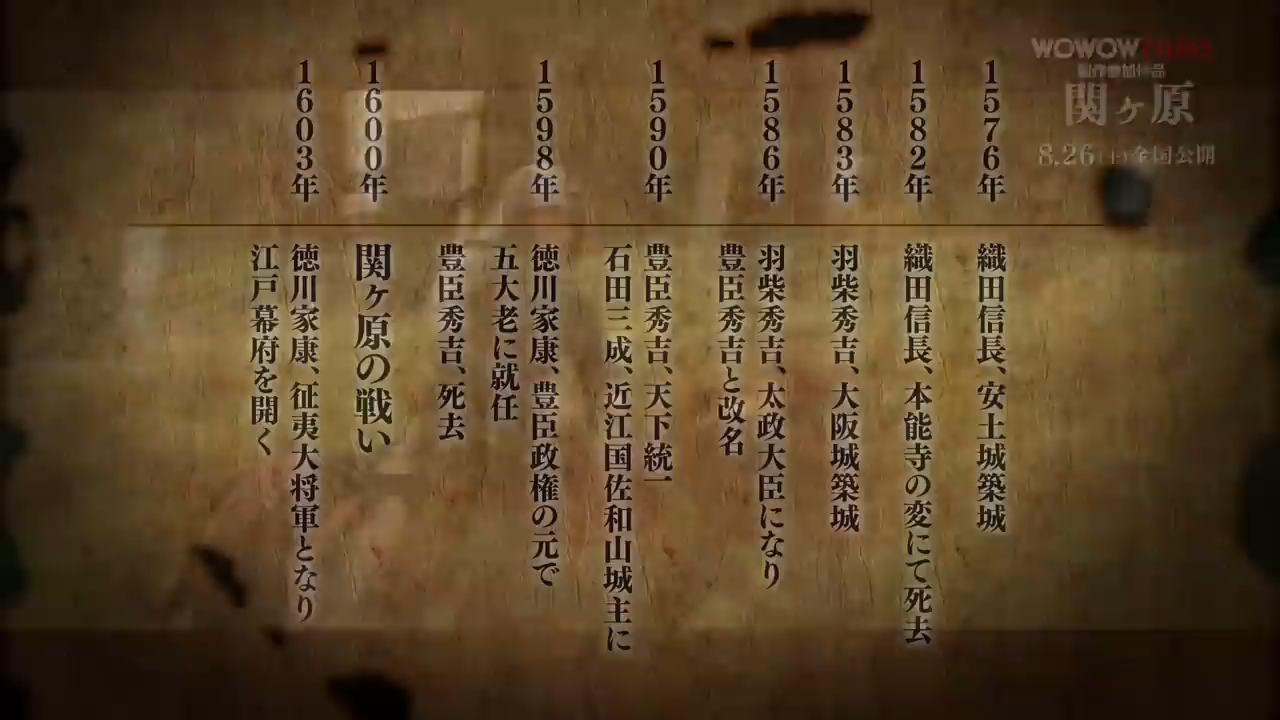 WOWOW FILMS
製作参加作品
関ヶ原
8.26(土)全国公開
1576年
織田信長、安土城築城
1582年
織田信長、本能寺の変にて死去
1583年
羽柴秀吉、大阪城築城
1586年
羽柴秀吉、太政大臣になり
豊臣秀吉と改名
1590年
豊臣秀吉、天下統一
石田三成、近江国佐和山城主に
1598年
徳川家康、豊臣政権の元で
五大老に就任
豊臣秀吉、死去
1600年
関ヶ原の戦い
1603年
徳川家康、征夷大将軍となり
江戸幕府を開く